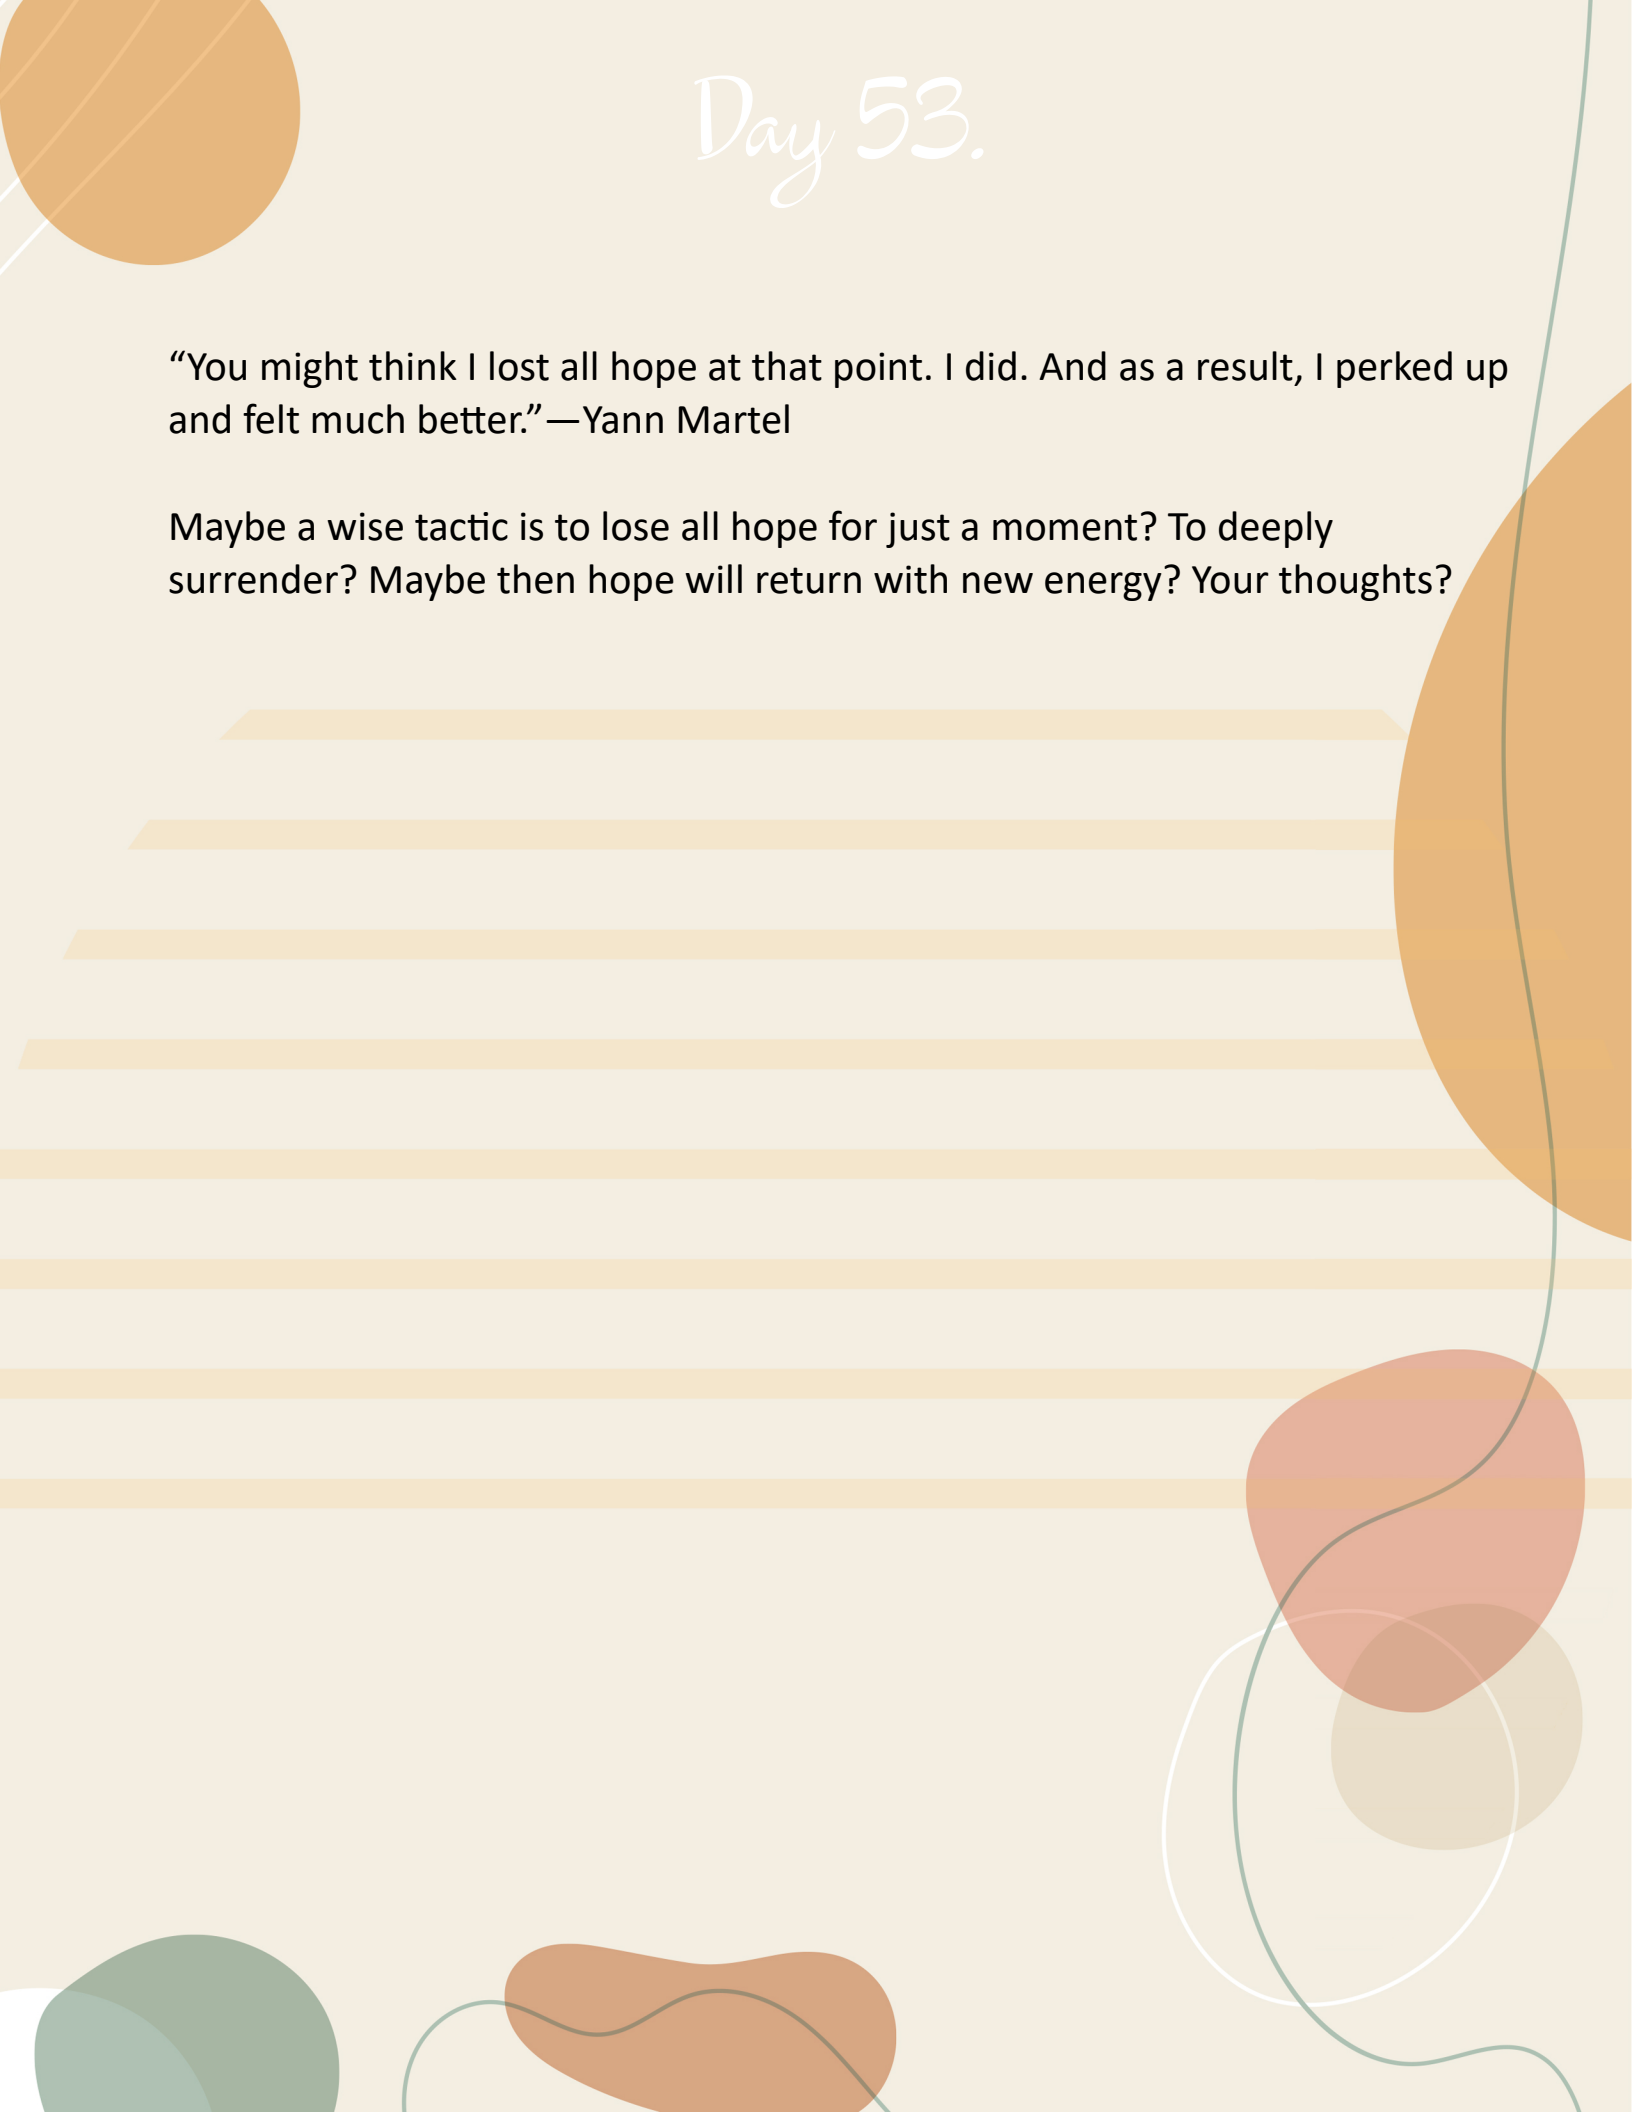 Day 53.
“You might think I lost all hope at that point. I did. And as a result, I perked up
and felt much better.”—Yann Martel
Maybe a wise tactic is to lose all hope for just a moment? To deeply
surrender? Maybe then hope will return with new energy? Your thoughts?